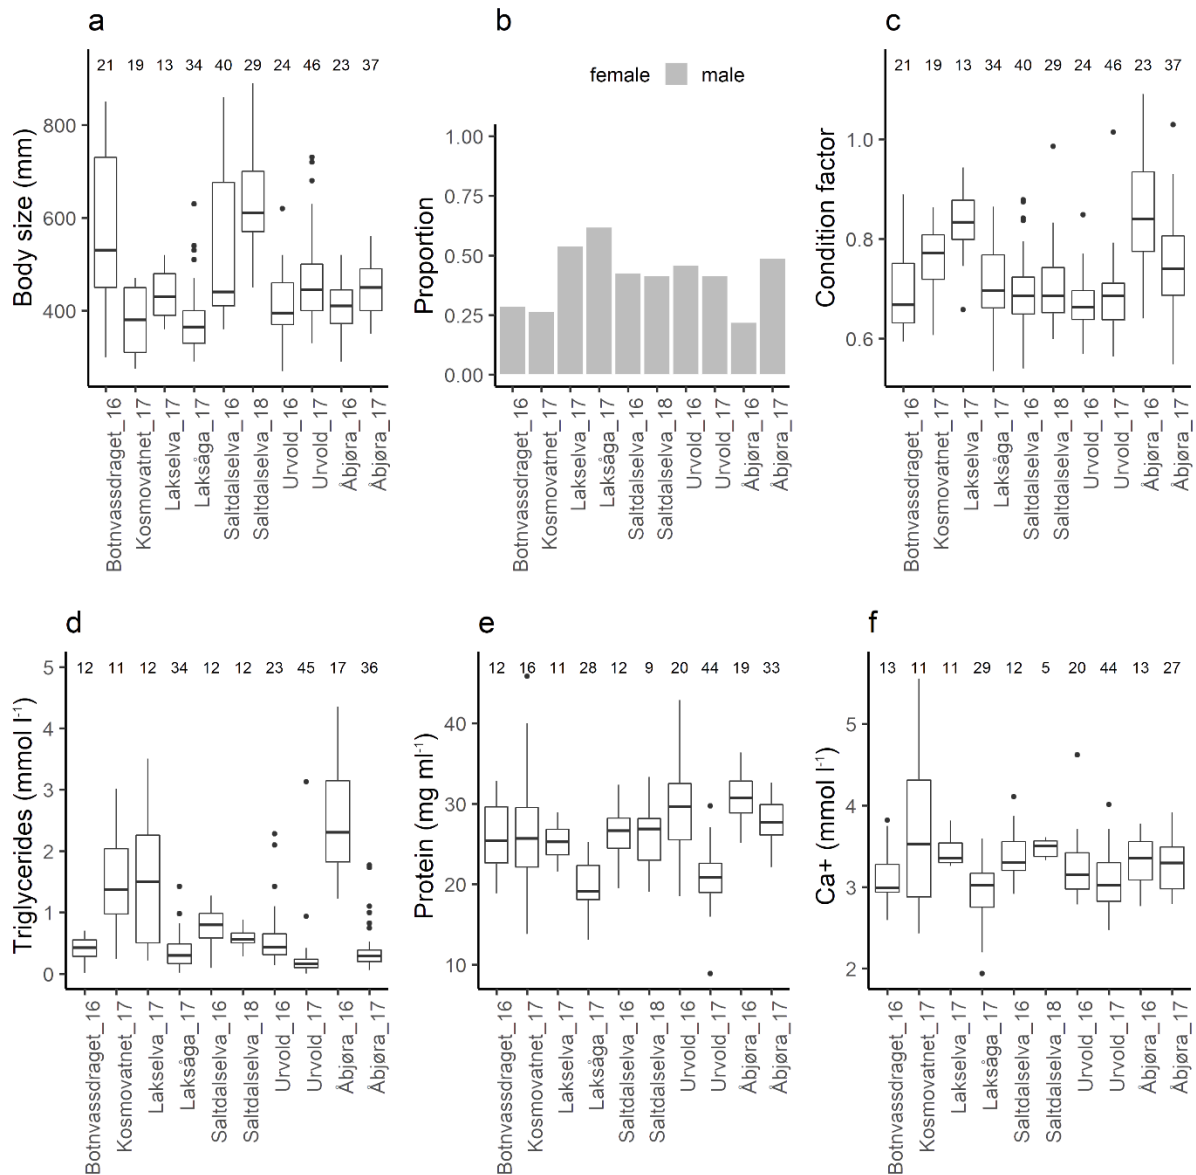 a
21 19 13 34 40 29 24 46 23 37
Body size (mm)
800
600
400
Botnvassdraget_16
Kosmovatnet_17
Lakselva_17
Laksåga_17
Saltdalselva_16
Saltdalselva_18
Urvold_16
Urvold_17
Åbjøra_16
Åbjøra_17
b
female male
Proportion
1.00
0.75
0.50
0.25
0.00
Botnvassdraget_16
Kosmovatnet_17
Lakselva_17
Laksåga_17
Saltdalselva_16
Saltdalselva_18
Urvold_16
Urvold_17
Åbjøra_16
Åbjøra_17
c
21 19 13 34 40 29 24 46 23 37
Condition factor
1.0
0.8
0.6
Botnvassdraget_16
Kosmovatnet_17
Lakselva_17
Laksåga_17
Saltdalselva_16
Saltdalselva_18
Urvold_16
Urvold_17
Åbjøra_16
Åbjøra_17
d
12 11 12 34 12 12 23 45 17 36
Triglycerides (mmol l⁻¹)
5
4
3
2
1
0
Botnvassdraget_16
Kosmovatnet_17
Lakselva_17
Laksåga_17
Saltdalselva_16
Saltdalselva_18
Urvold_16
Urvold_17
Åbjøra_16
Åbjøra_17
e
12 16 11 28 12 9 20 44 19 33
Protein (mg ml⁻¹)
40
30
20
10
Botnvassdraget_16
Kosmovatnet_17
Lakselva_17
Laksåga_17
Saltdalselva_16
Saltdalselva_18
Urvold_16
Urvold_17
Åbjøra_16
Åbjøra_17
f
13 11 11 29 12 5 20 44 13 27
Ca+ (mmol l⁻¹)
5
4
3
2
Botnvassdraget_16
Kosmovatnet_17
Lakselva_17
Laksåga_17
Saltdalselva_16
Saltdalselva_18
Urvold_16
Urvold_17
Åbjøra_16
Åbjøra_17